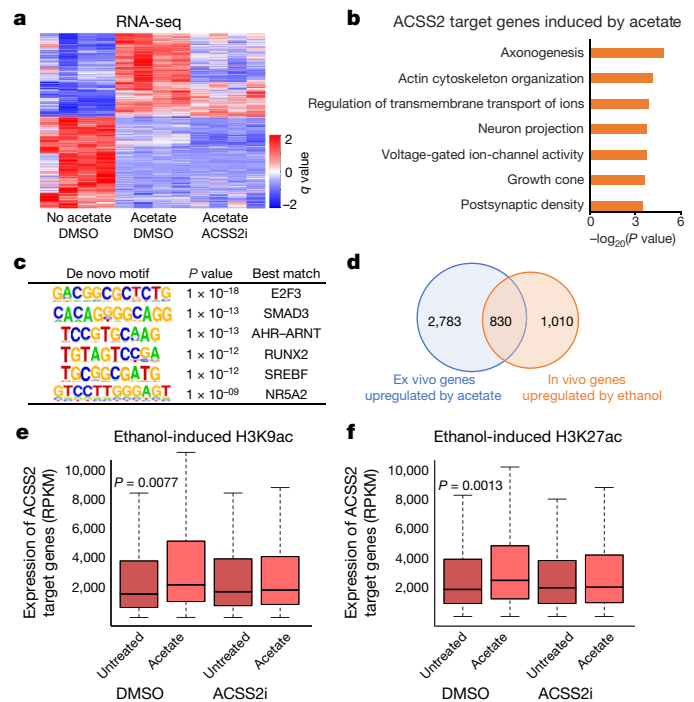 a
RNA-seq
2
0
−2
q value
No acetate
DMSO
Acetate
DMSO
Acetate
ACSS2i
b
ACSS2 target genes induced by acetate
Axonogenesis
Actin cytoskeleton organization
Regulation of transmembrane transport of ions
Neuron projection
Voltage-gated ion-channel activity
Growth cone
Postsynaptic density
0 3 6
−log20(P value)
c
De novo motif P value Best match
GACGGCGCTCTG 1 × 10–18 E2F3
CACAGGGGCAGG 1 × 10–13 SMAD3
TCCGTGCAAG 1 × 10–13 AHR–ARNT
TGTAGTCCGA 1 × 10–12 RUNX2
TGCGGCGATG 1 × 10–12 SREBF
GTCCTTGGGAGT 1 × 10–09 NR5A2
d
2,783 830 1,010
Ex vivo genes
upregulated by acetate
In vivo genes
upregulated by ethanol
e
Ethanol-induced H3K9ac
Expression of ACSS2
target genes (RPKM)
10,000
8,000
6,000
4,000
2,000
P = 0.0077
Untreated Acetate Untreated Acetate
DMSO ACSS2i
f
Ethanol-induced H3K27ac
Expression of ACSS2
target genes (RPKM)
10,000
8,000
6,000
4,000
2,000
P = 0.0013
Untreated Acetate Untreated Acetate
DMSO ACSS2i